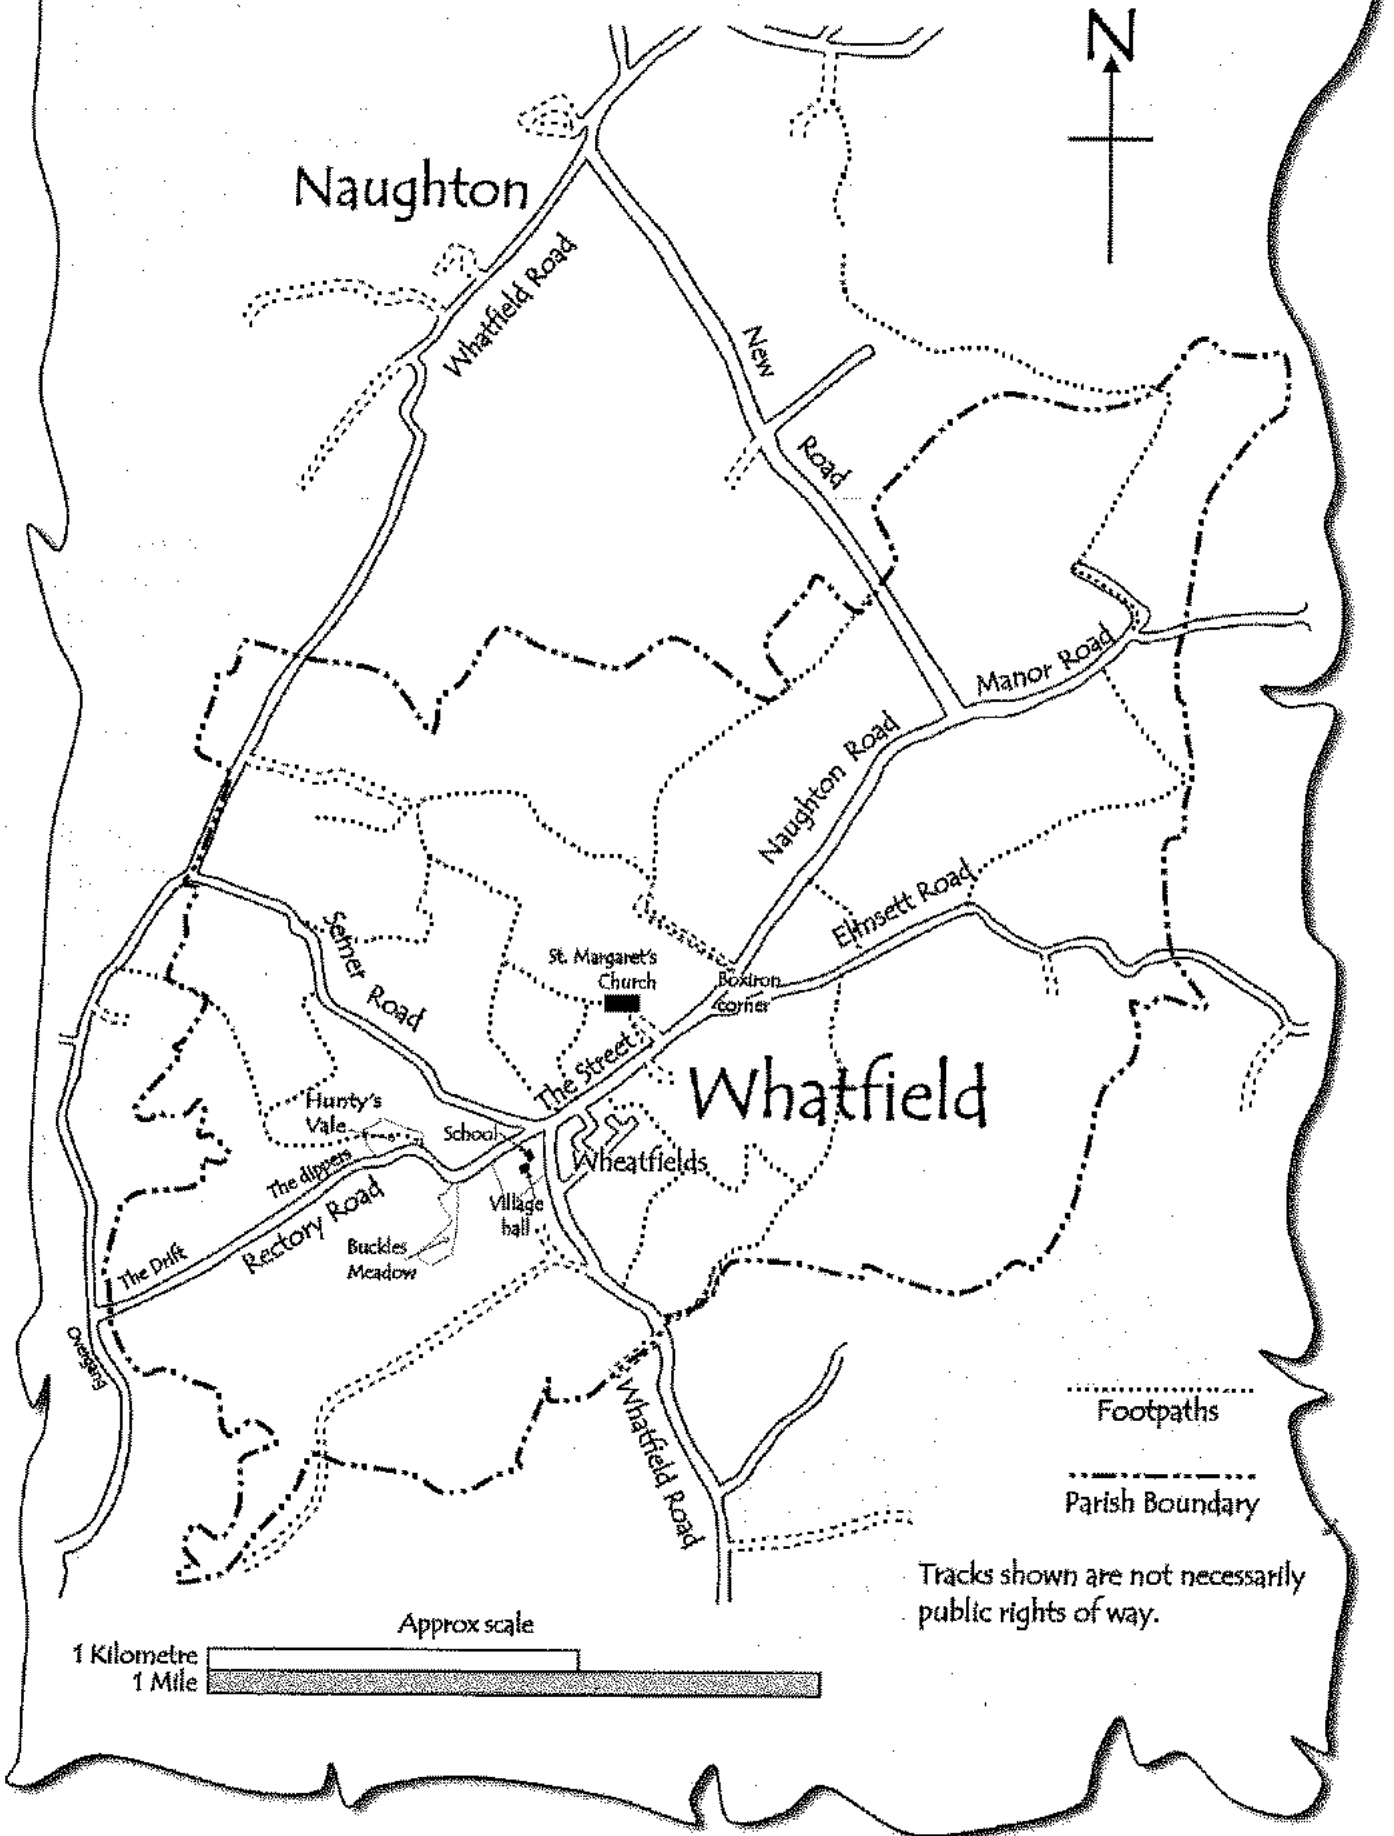 N
Naughton
Whatfield Road
New
Road
Manor Road
Naughton Road
Elmsett Road
Semer Road
St. Margaret's
Church
Boxiron
corner
The Street
Whatfield
Hunty's
Vale
School
Wheatfields
The dippers
Rectory Road
Village
hall
Buckles
Meadow
The Drift
Overgang
Whatfield Road
Footpaths
Parish Boundary
Tracks shown are not necessarily
public rights of way.
Approx scale
1 Kilometre
1 Mile